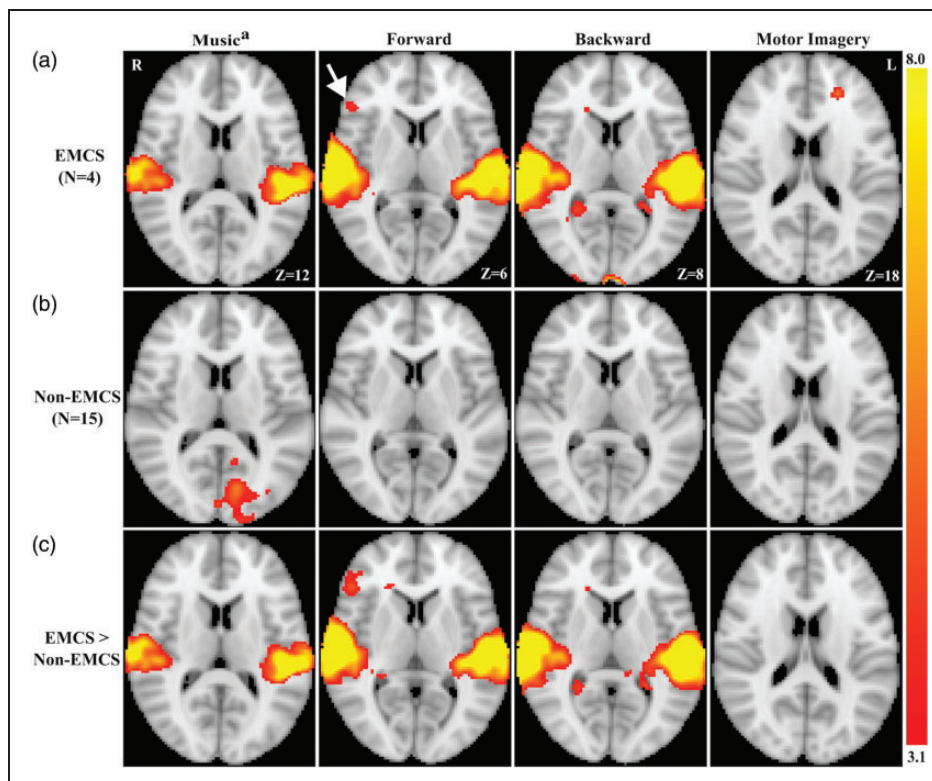 Musicᵃ Forward Backward Motor Imagery
(a)
R L 8.0
EMCS
(N=4)
Z=12 Z=6 Z=8 Z=18
(b)
Non-EMCS
(N=15)
(c)
EMCS >
Non-EMCS
3.1